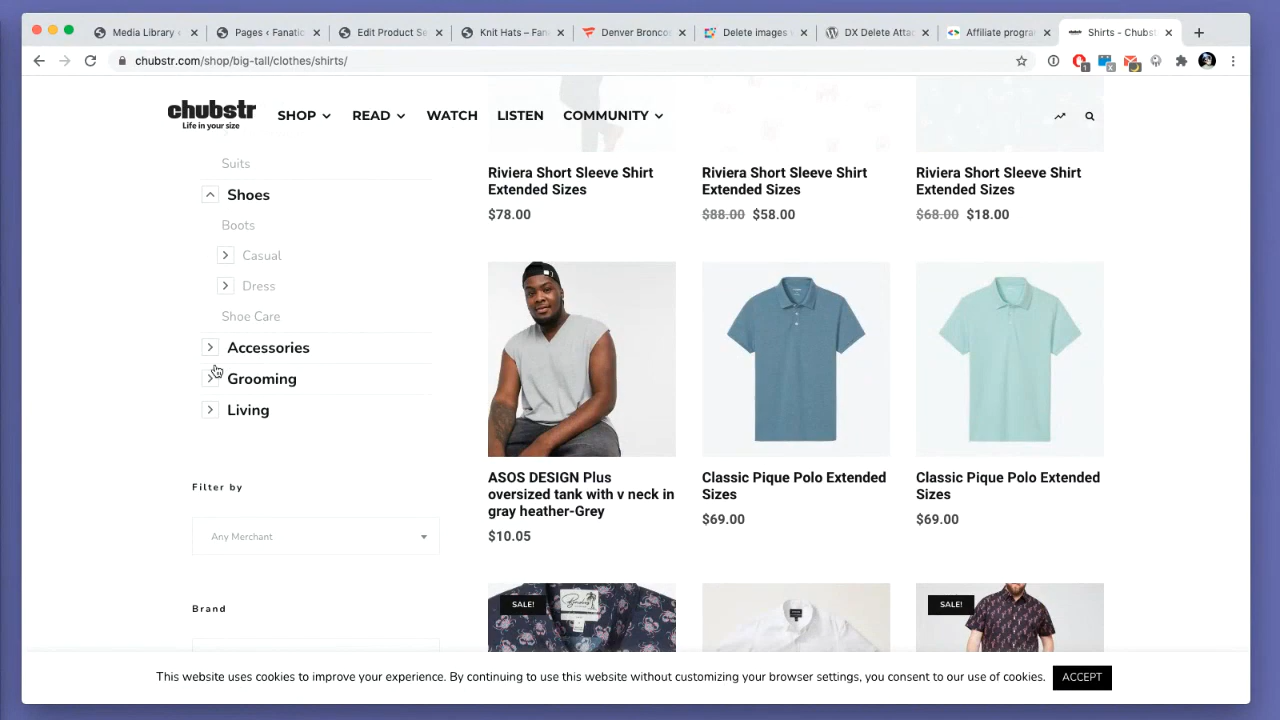 Media Library ‹
Pages ‹ Fanatic
Edit Product Se
Knit Hats – Fan
Denver Bronco
Delete images
DX Delete Atta
Affiliate progra
Shirts - Chubst
chubstr.com/shop/big-tall/clothes/shirts/
chubstr
Life in your size
SHOP
READ
WATCH
LISTEN
COMMUNITY
Suits
Shoes
Boots
Casual
Dress
Shoe Care
Accessories
Grooming
Living
Filter by
Any Merchant
Brand
Riviera Short Sleeve Shirt
Extended Sizes
$78.00
Riviera Short Sleeve Shirt
Extended Sizes
$88.00 $58.00
Riviera Short Sleeve Shirt
Extended Sizes
$68.00 $18.00
ASOS DESIGN Plus
oversized tank with v neck in
gray heather-Grey
$10.05
Classic Pique Polo Extended
Sizes
$69.00
Classic Pique Polo Extended
Sizes
$69.00
SALE!
SALE!
This website uses cookies to improve your experience. By continuing to use this website without customizing your browser settings, you consent to our use of cookies.
ACCEPT